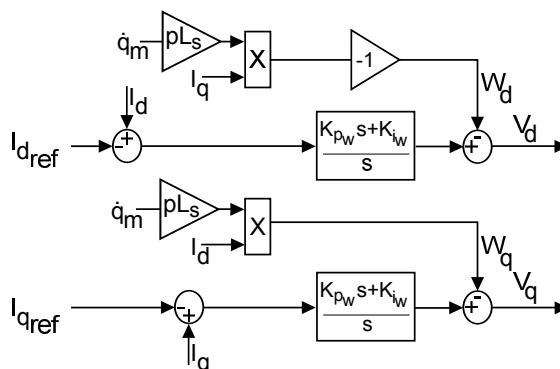 q̇m pLs X -1
Iq Wd
Id Vd
Idref - + Kpw s+Kiw + -
s
q̇m pLs X
Id Wq
Vq
Iqref - + Kpw s+Kiw + -
s
Iq